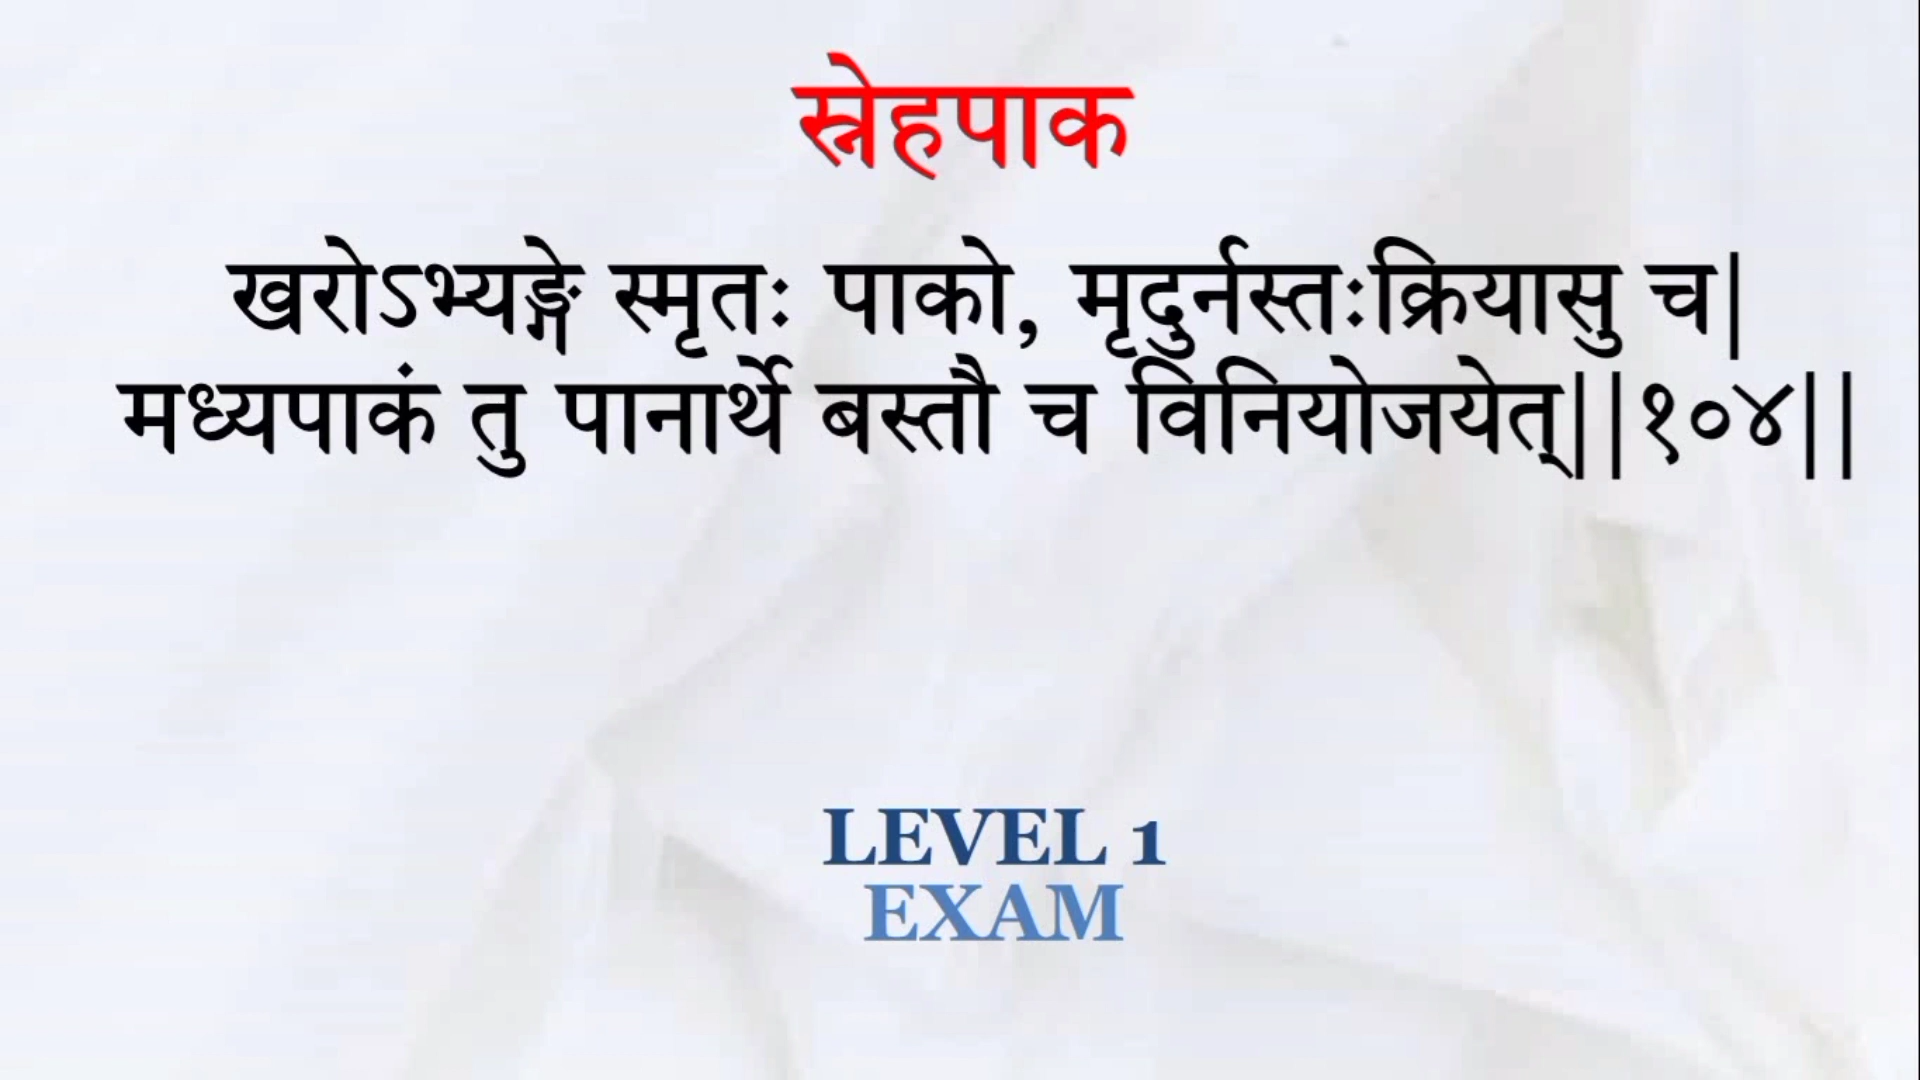 स्नेहपाक
खरोऽभ्यङ्गे स्मृतः पाको, मृदुर्नस्तःक्रियासु च|
मध्यपाकं तु पानार्थे बस्तौ च विनियोजयेत्||१०४||
LEVEL 1
EXAM